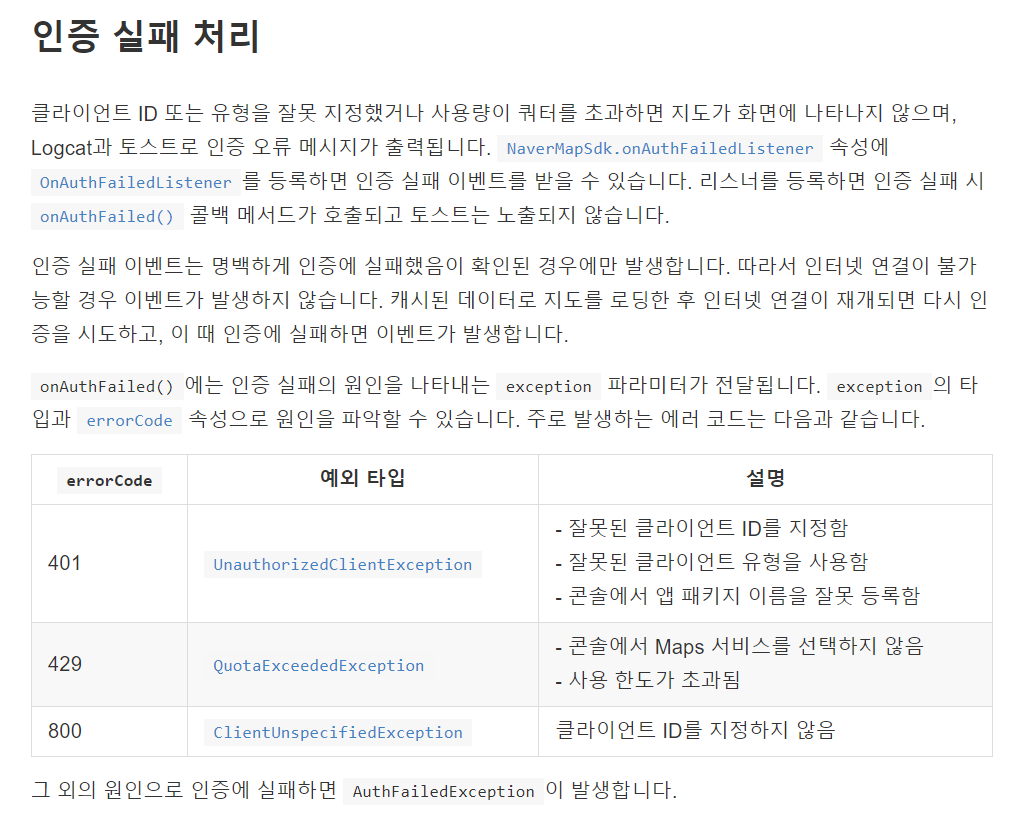 인증 실패 처리
클라이언트 ID 또는 유형을 잘못 지정했거나 사용량이 쿼터를 초과하면 지도가 화면에 나타나지 않으며,
Logcat과 토스트로 인증 오류 메시지가 출력됩니다. NaverMapSdk.onAuthFailedListener 속성에
OnAuthFailedListener 를 등록하면 인증 실패 이벤트를 받을 수 있습니다. 리스너를 등록하면 인증 실패 시
onAuthFailed() 콜백 메서드가 호출되고 토스트는 노출되지 않습니다.
인증 실패 이벤트는 명백하게 인증에 실패했음이 확인된 경우에만 발생합니다. 따라서 인터넷 연결이 불가
능할 경우 이벤트가 발생하지 않습니다. 캐시된 데이터로 지도를 로딩한 후 인터넷 연결이 재개되면 다시 인
증을 시도하고, 이 때 인증에 실패하면 이벤트가 발생합니다.
onAuthFailed() 에는 인증 실패의 원인을 나타내는 exception 파라미터가 전달됩니다. exception 의 타
입과 errorCode 속성으로 원인을 파악할 수 있습니다. 주로 발생하는 에러 코드는 다음과 같습니다.
errorCode 예외 타입 설명
401 UnauthorizedClientException
- 잘못된 클라이언트 ID를 지정함
- 잘못된 클라이언트 유형을 사용함
- 콘솔에서 앱 패키지 이름을 잘못 등록함
429 QuotaExceededException
- 콘솔에서 Maps 서비스를 선택하지 않음
- 사용 한도가 초과됨
800 ClientUnspecifiedException 클라이언트 ID를 지정하지 않음
그 외의 원인으로 인증에 실패하면 AuthFailedException 이 발생합니다.